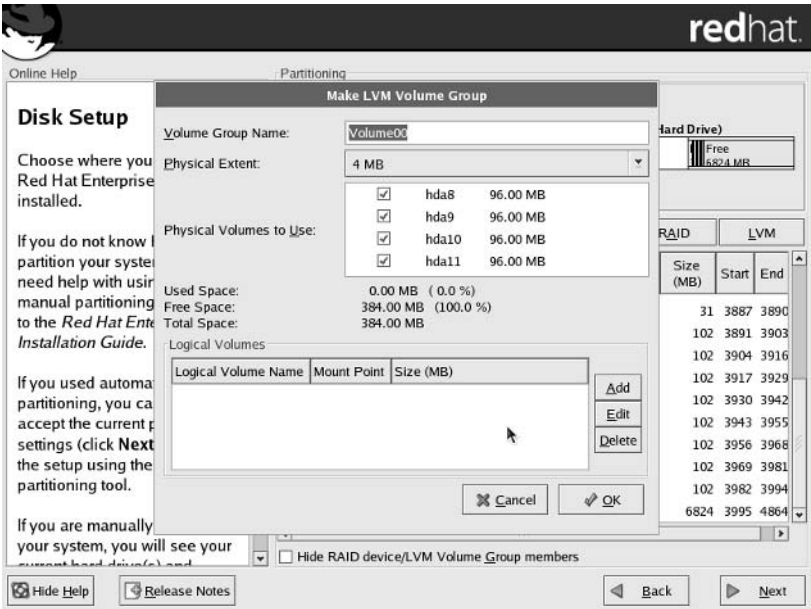 redhat.
Online Help
Partitioning
Disk Setup
Choose where you
Red Hat Enterprise
installed.
If you do not know
partition your system
need help with using
manual partitioning
to the Red Hat Ente
Installation Guide.
If you used automa
partitioning, you ca
accept the current p
settings (click Next
the setup using the
partitioning tool.
If you are manually
your system, you will see your
current hard drive(s) and
Make LVM Volume Group
Volume Group Name:
Volume00
Physical Extent:
4 MB
Physical Volumes to Use:
hda8 96.00 MB
hda9 96.00 MB
hda10 96.00 MB
hda11 96.00 MB
Used Space: 0.00 MB ( 0.0 %)
Free Space: 384.00 MB (100.0 %)
Total Space: 384.00 MB
Logical Volumes
Logical Volume Name Mount Point Size (MB)
Add
Edit
Delete
Cancel
OK
Hard Drive)
Free
6824 MB
RAID
LVM
Size (MB) Start End
31 3887 3890
102 3891 3903
102 3904 3916
102 3917 3929
102 3930 3942
102 3943 3955
102 3956 3968
102 3969 3981
102 3982 3994
6824 3995 4864
Hide RAID device/LVM Volume Group members
Hide Help
Release Notes
Back
Next